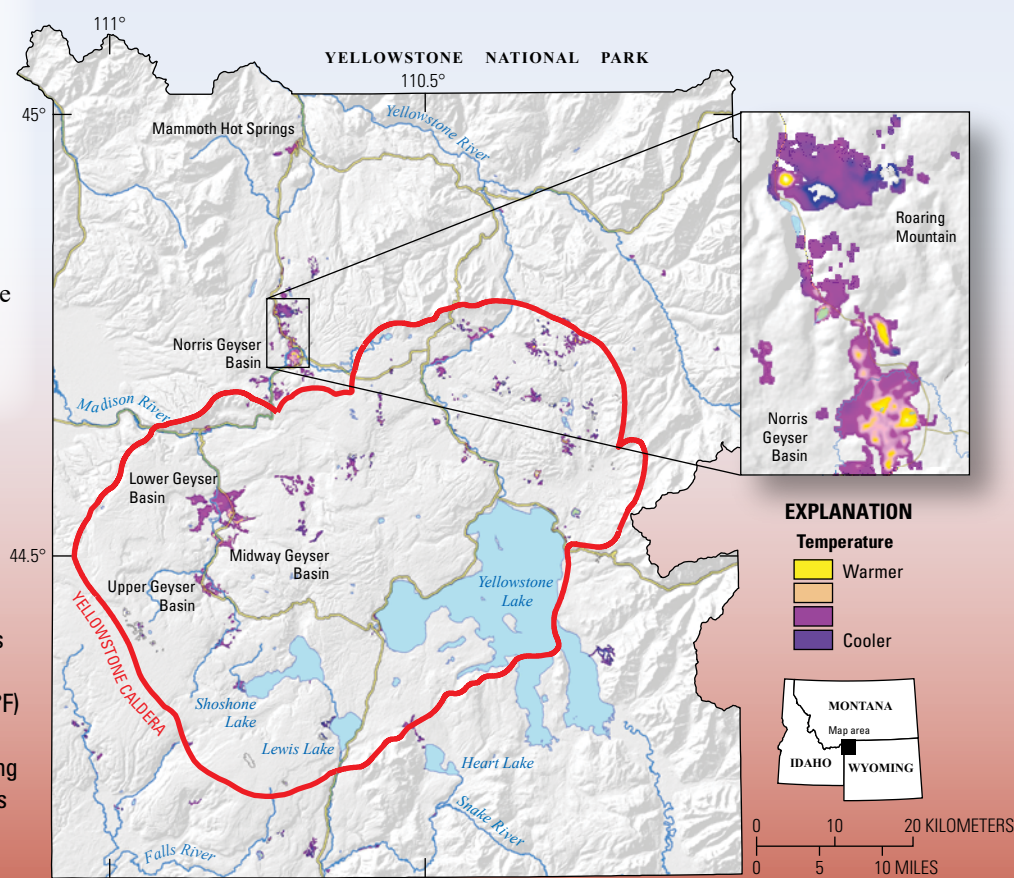 111°
YELLOWSTONE NATIONAL PARK
110.5°
45°
Yellowstone River
Mammoth Hot Springs
Roaring
Mountain
e
Norris Geyser
Basin
Madison River
Norris
Geyser
Basin
Lower Geyser
Basin
EXPLANATION
Temperature
Warmer
Cooler
44.5°
Midway Geyser
Basin
Upper Geyser
Basin
Yellowstone
Lake
YELLOWSTONE CALDERA
s
°F)
ng
s
Shoshone
Lake
Lewis Lake
Heart Lake
Snake River
Falls River
MONTANA
Map area
IDAHO
WYOMING
0 10 20 KILOMETERS
0 5 10 MILES